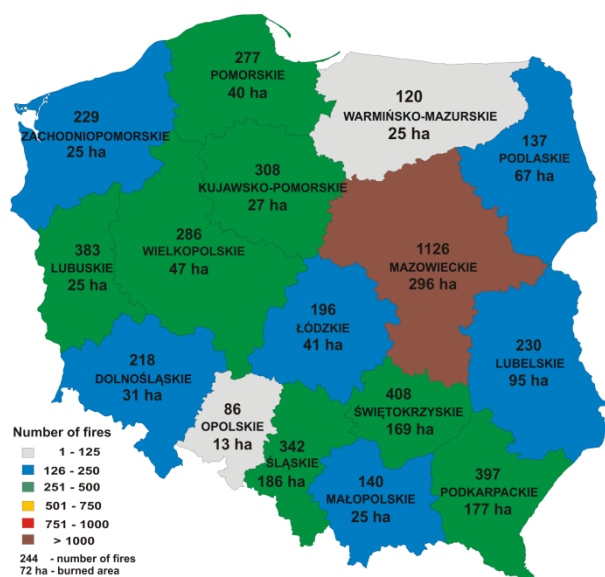 277
POMORSKIE
40 ha
120
WARMIŃSKO-MAZURSKIE
25 ha
229
ZACHODNIOPOMORSKIE
25 ha
137
PODLASKIE
67 ha
308
KUJAWSKO-POMORSKIE
27 ha
286
WIELKOPOLSKIE
47 ha
383
LUBUSKIE
25 ha
1126
MAZOWIECKIE
296 ha
196
ŁÓDZKIE
41 ha
230
LUBELSKIE
95 ha
218
DOLNOŚLĄSKIE
31 ha
86
OPOLSKIE
13 ha
342
ŚLĄSKIE
186 ha
408
ŚWIĘTOKRZYSKIE
169 ha
140
MAŁOPOLSKIE
25 ha
397
PODKARPACKIE
177 ha
Number of fires
1 - 125
126 - 250
251 - 500
501 - 750
751 - 1000
> 1000
244 - number of fires
72 ha - burned area